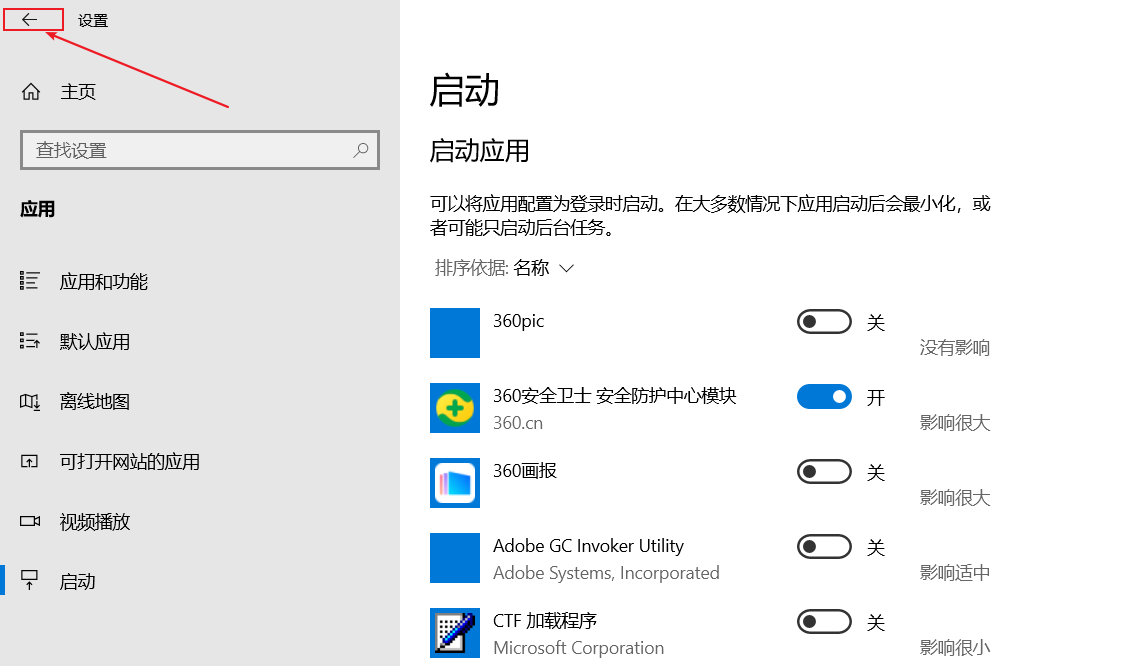 设置
主页
查找设置
应用
应用和功能
默认应用
离线地图
可打开网站的应用
视频播放
启动
启动
启动应用
可以将应用配置为登录时启动。在大多数情况下应用启动后会最小化，或
者可能只启动后台任务。
排序依据: 名称
360pic
关
没有影响
360安全卫士 安全防护中心模块
360.cn
开
影响很大
360画报
关
影响很大
Adobe GC Invoker Utility
Adobe Systems, Incorporated
关
影响适中
CTF 加载程序
Microsoft Corporation
关
影响很小